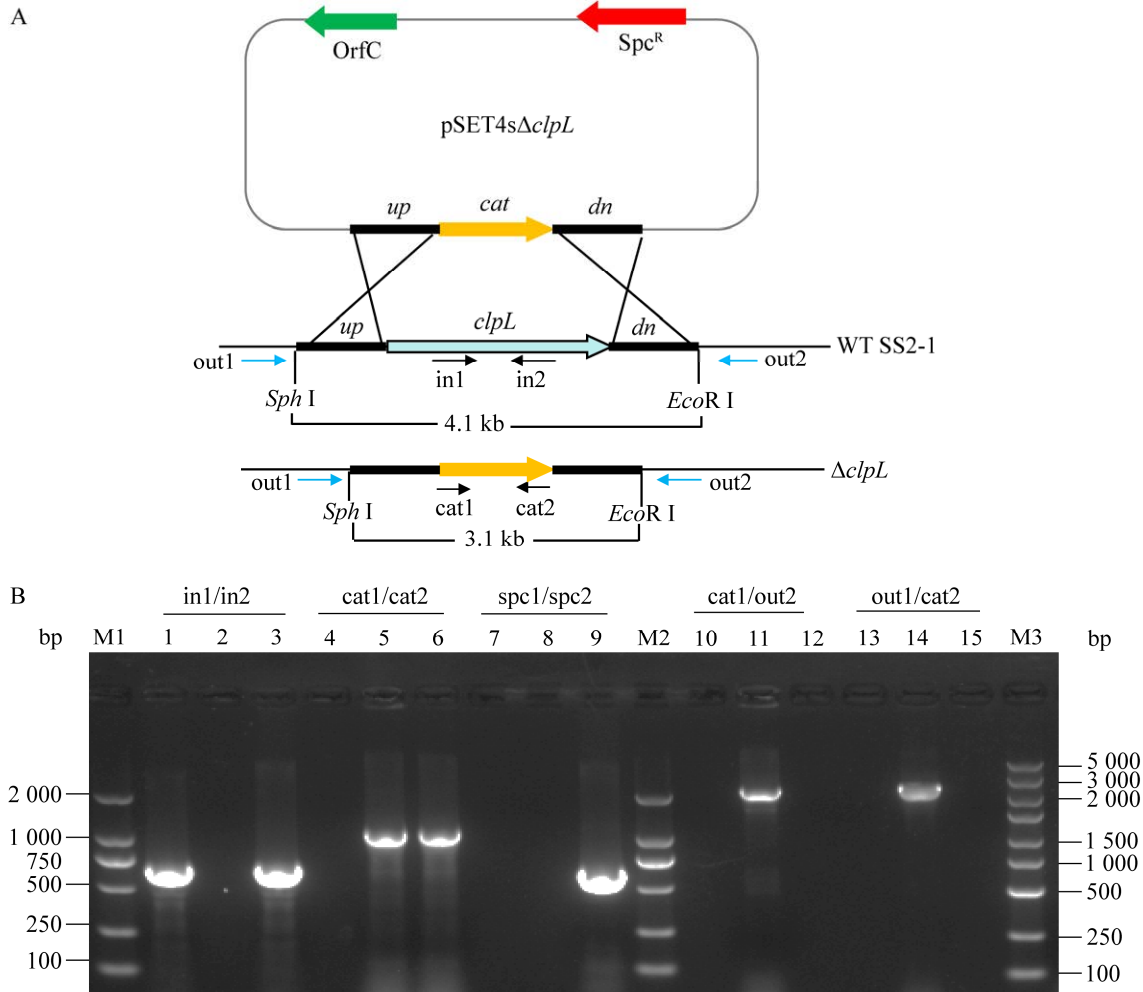 A
OrfC
SpcR
pSET4sΔclpL
up cat dn
up clpL dn
WT SS2-1
out1 in1 in2 out2
Sph I EcoR I
4.1 kb
ΔclpL
out1 cat1 cat2 out2
Sph I EcoR I
3.1 kb
B in1/in2 cat1/cat2 spc1/spc2 cat1/out2 out1/cat2
bp M1 1 2 3 4 5 6 7 8 9 M2 10 11 12 13 14 15 M3 bp
5 000
3 000
2 000 2 000
1 000 1 500
750 1 000
500 500
250 250
100 100